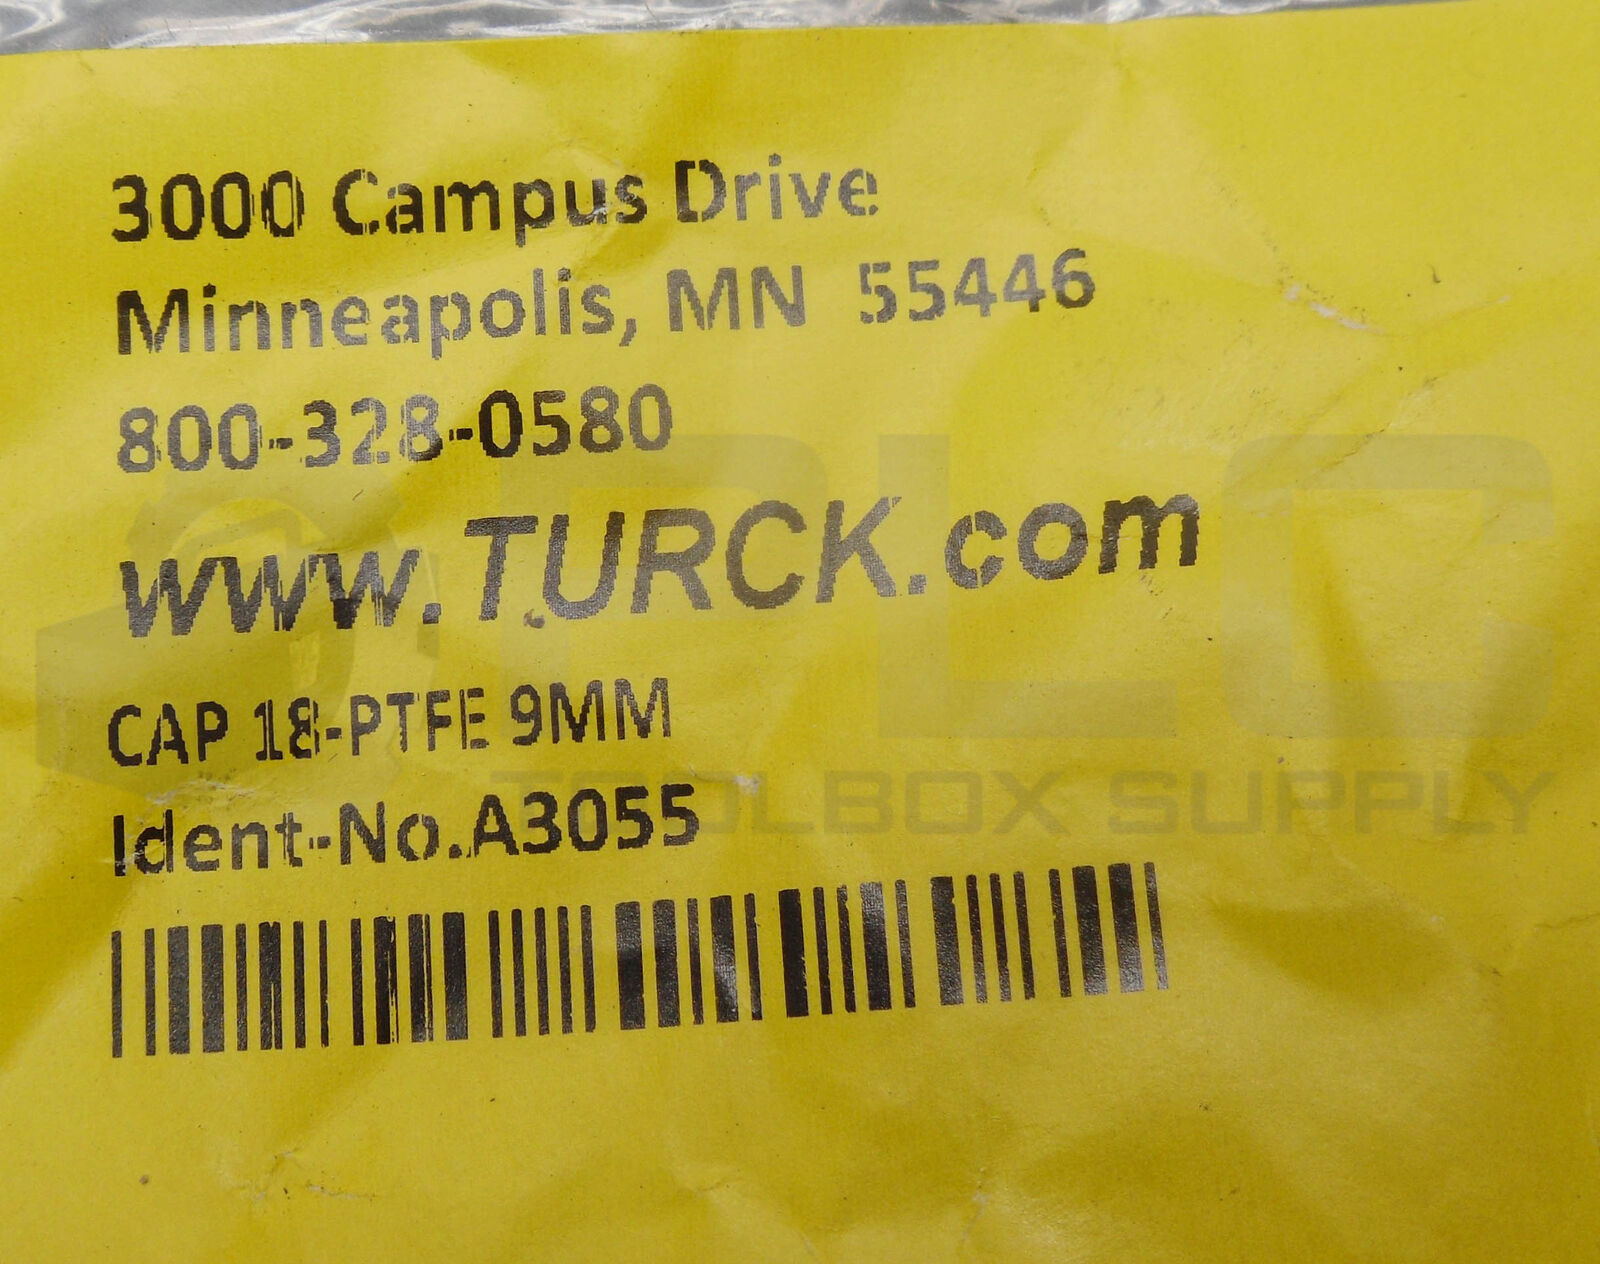 3000 Campus Drive
Minneapolis, MN 55446
800-328-0580
www.TURCK.com
CAP 18-PTFE 9MM
Ident-No.A3055
PLC
TOOLBOX SUPPLY